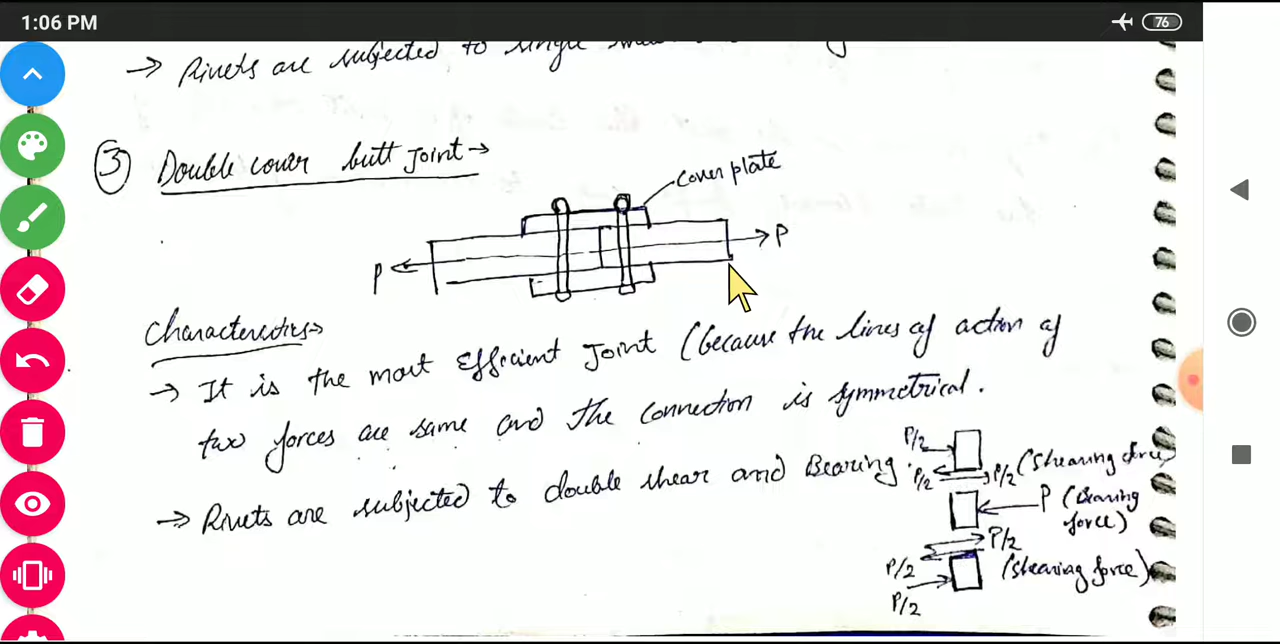 1:06 PM
76
→ Rivets are subjected to single
③ Double cover butt joint →
cover plate
P
P
Characteristics →
→ It is the most efficient joint (because the lines of action of
two forces are same and the connection is symmetrical.
→ Rivets are subjected to double shear and Bearing.
P/2
P/2
P/2 (shearing force)
P (Bearing
force)
P/2
P/2
(shearing force)
P/2